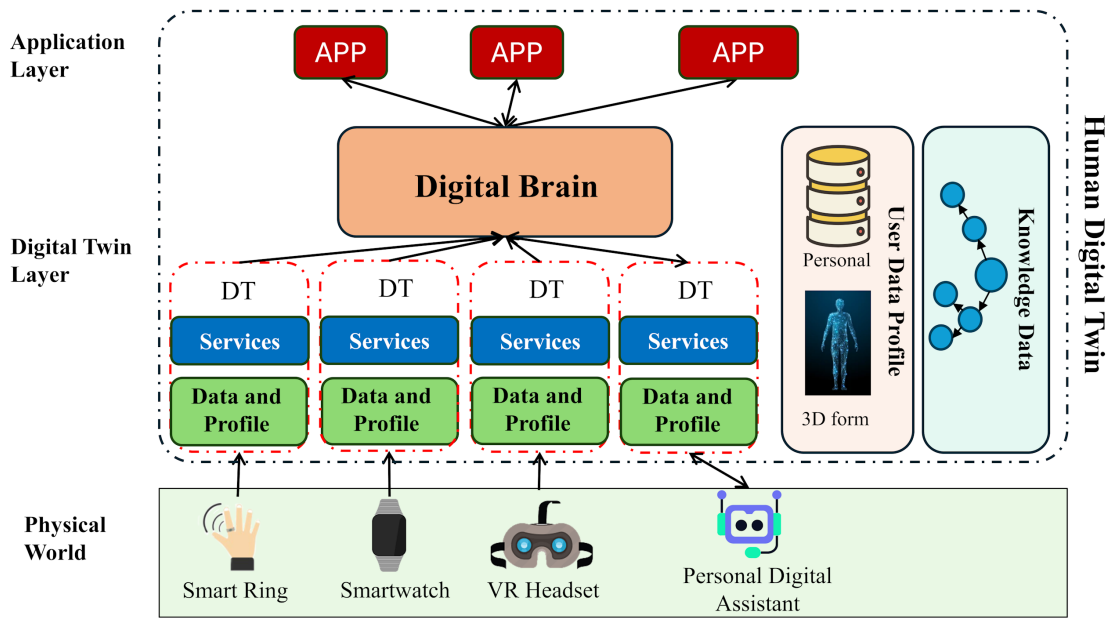 Application
Layer
APP
APP
APP
Digital Brain
Digital Twin
Layer
DT
DT
DT
DT
Services
Services
Services
Services
Data and
Profile
Data and
Profile
Data and
Profile
Data and
Profile
Personal
3D form
User Data Profile
Knowledge Data
Human Digital Twin
Physical
World
Smart Ring
Smartwatch
VR Headset
Personal Digital
Assistant